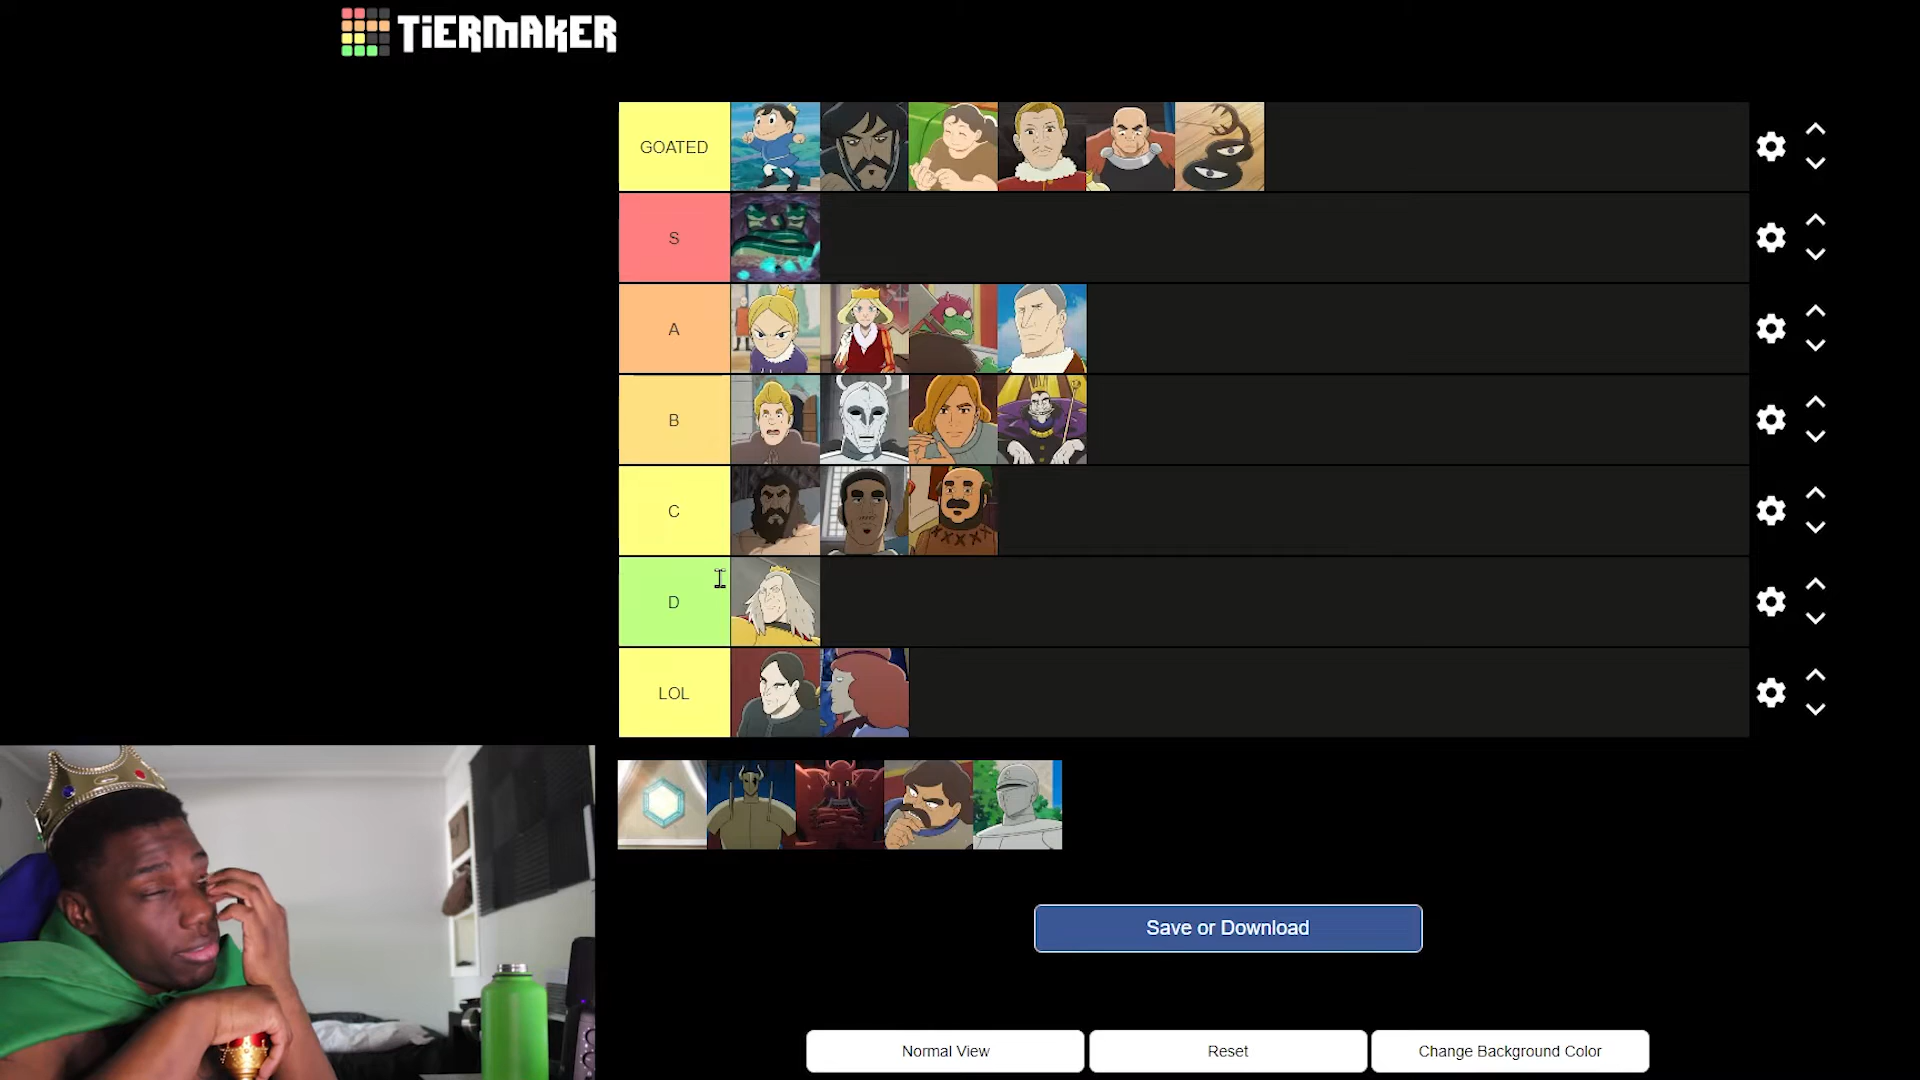 TiERMAKER
GOATED
S
A
B
C
D
LOL
Save or Download
Normal View
Reset
Change Background Color